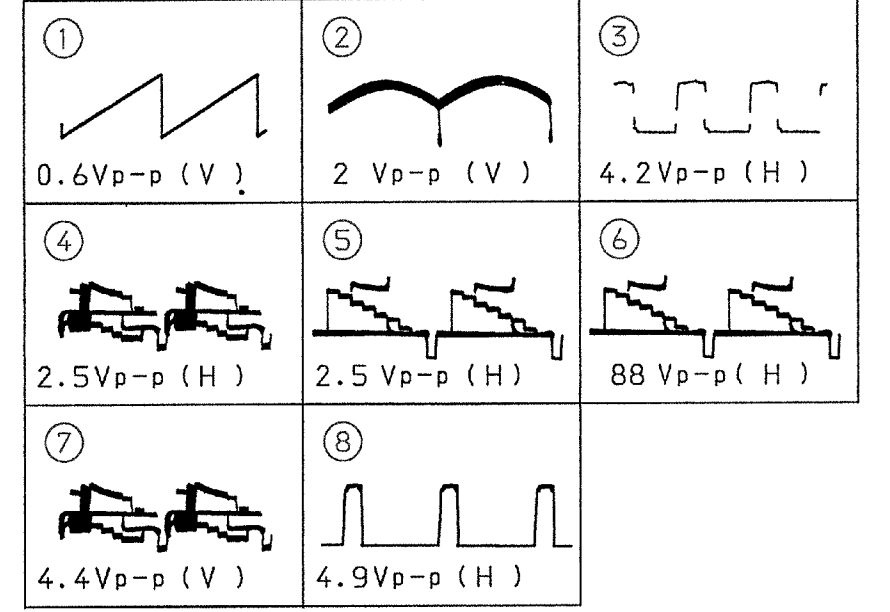 ① ② ③
0.6Vp-p (V) 2 Vp-p (V) 4.2Vp-p (H)
④ ⑤ ⑥
2.5Vp-p (H) 2.5 Vp-p (H) 88 Vp-p (H)
⑦ ⑧
4.4Vp-p (V) 4.9Vp-p (H)